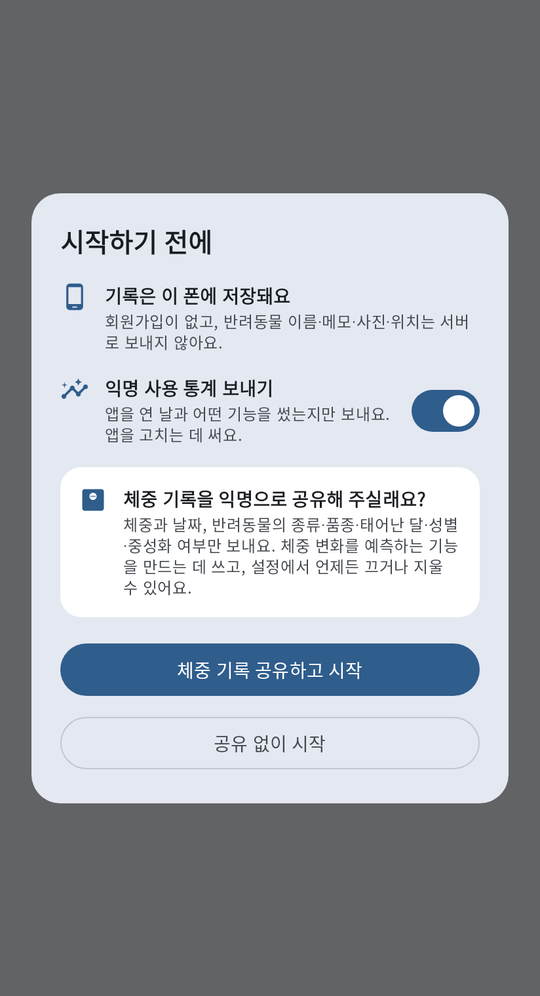 시작하기 전에
기록은 이 폰에 저장돼요
회원가입이 없고, 반려동물 이름·메모·사진·위치는 서버
로 보내지 않아요.
익명 사용 통계 보내기
앱을 연 날과 어떤 기능을 썼는지만 보내요.
앱을 고치는 데 써요.
체중 기록을 익명으로 공유해 주실래요?
체중과 날짜, 반려동물의 종류·품종·태어난 달·성별
·중성화 여부만 보내요. 체중 변화를 예측하는 기능
을 만드는 데 쓰고, 설정에서 언제든 끄거나 지울
수 있어요.
체중 기록 공유하고 시작
공유 없이 시작